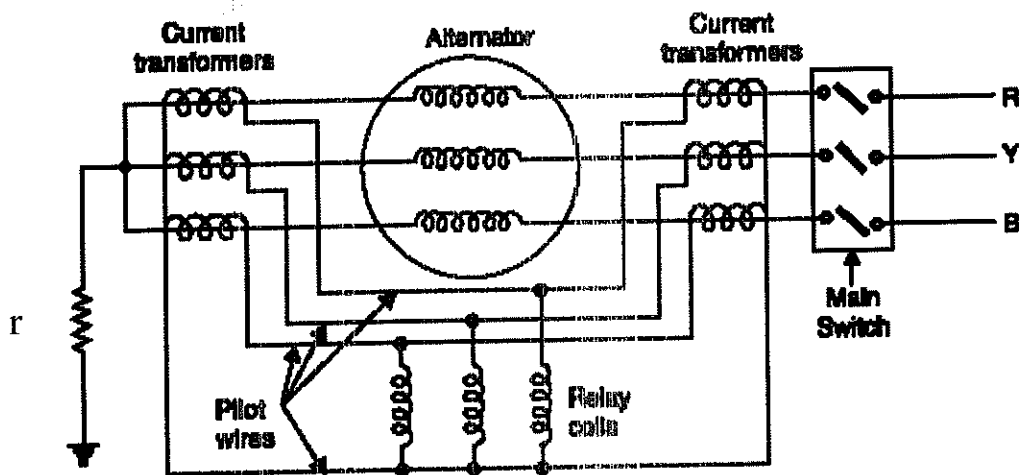 Current
transformers
Alternator
Current
transformers
R
Y
B
Main
Switch
r
Pilot
wires
Relay
coils